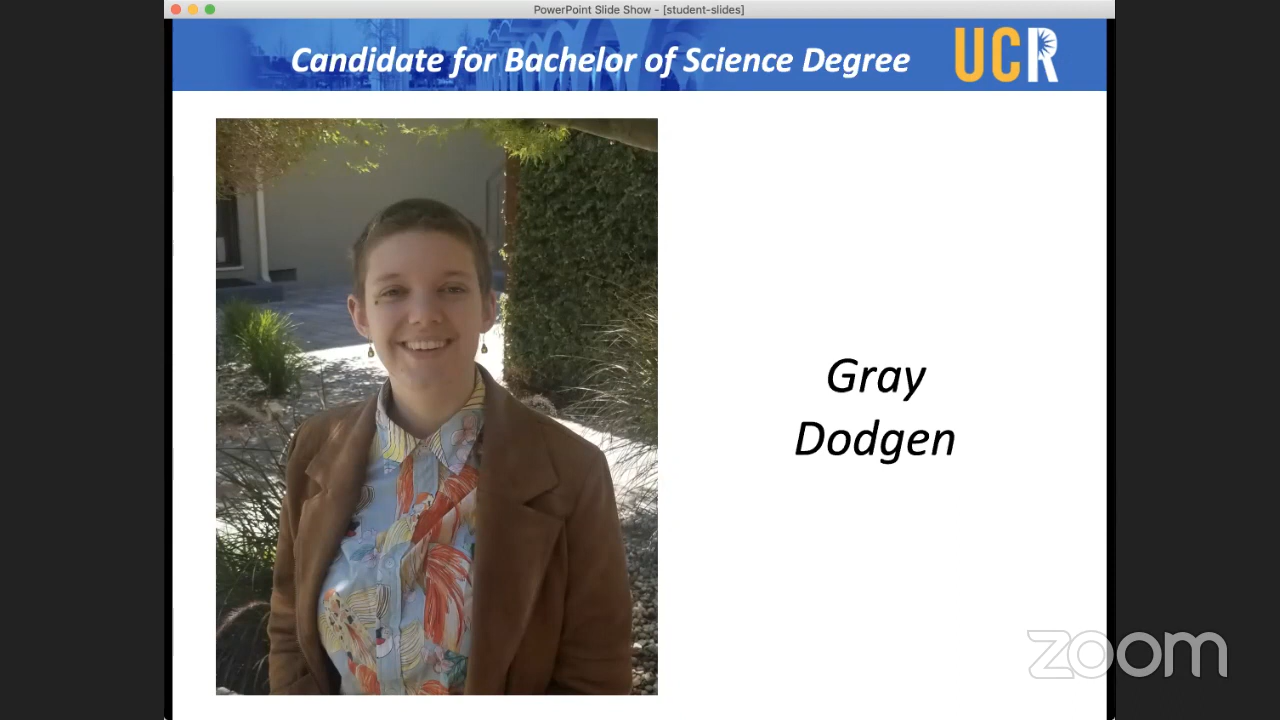 PowerPoint Slide Show - [student-slides]
Candidate for Bachelor of Science Degree
UCR
Gray
Dodgen
zoom